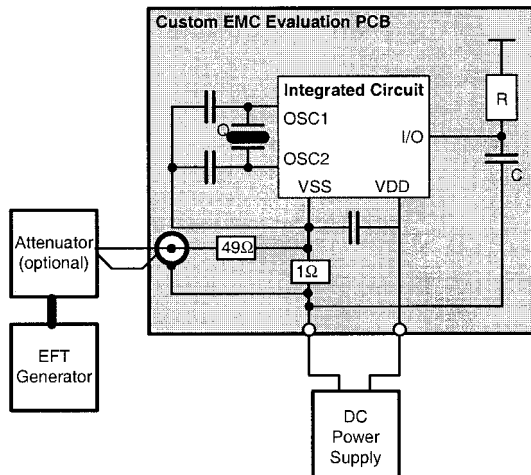 Custom EMC Evaluation PCB
Integrated Circuit
OSC1
OSC2
I/O
VSS
VDD
Q
R
C
49Ω
1Ω
Attenuator
(optional)
EFT
Generator
DC
Power
Supply